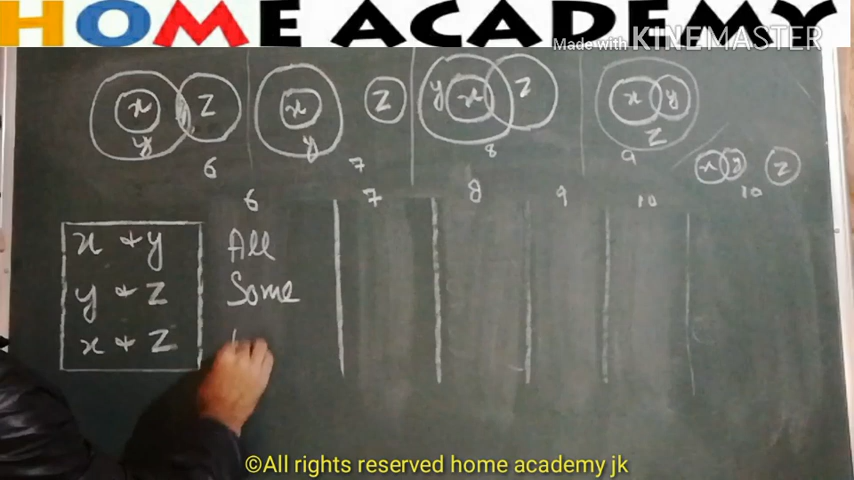 HOME ACADEMY
Made with KINEMASTER
x z
y
6
x z
y
7
y x z
8
x y
z
9
x y z
10
6 7 8 9 10
x + y All
y + z Some
x + z
©All rights reserved home academy jk